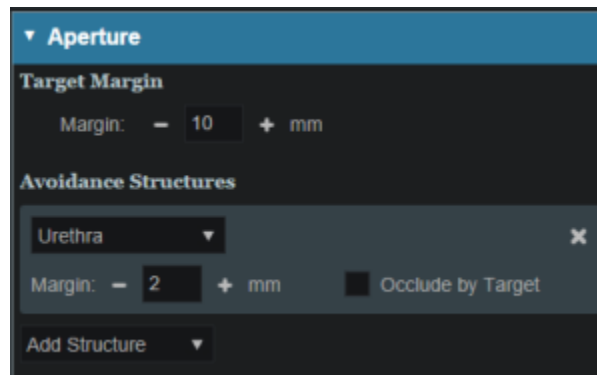 Aperture
Target Margin
Margin: − 10 + mm
Avoidance Structures
Urethra
Margin: − 2 + mm Occlude by Target
Add Structure